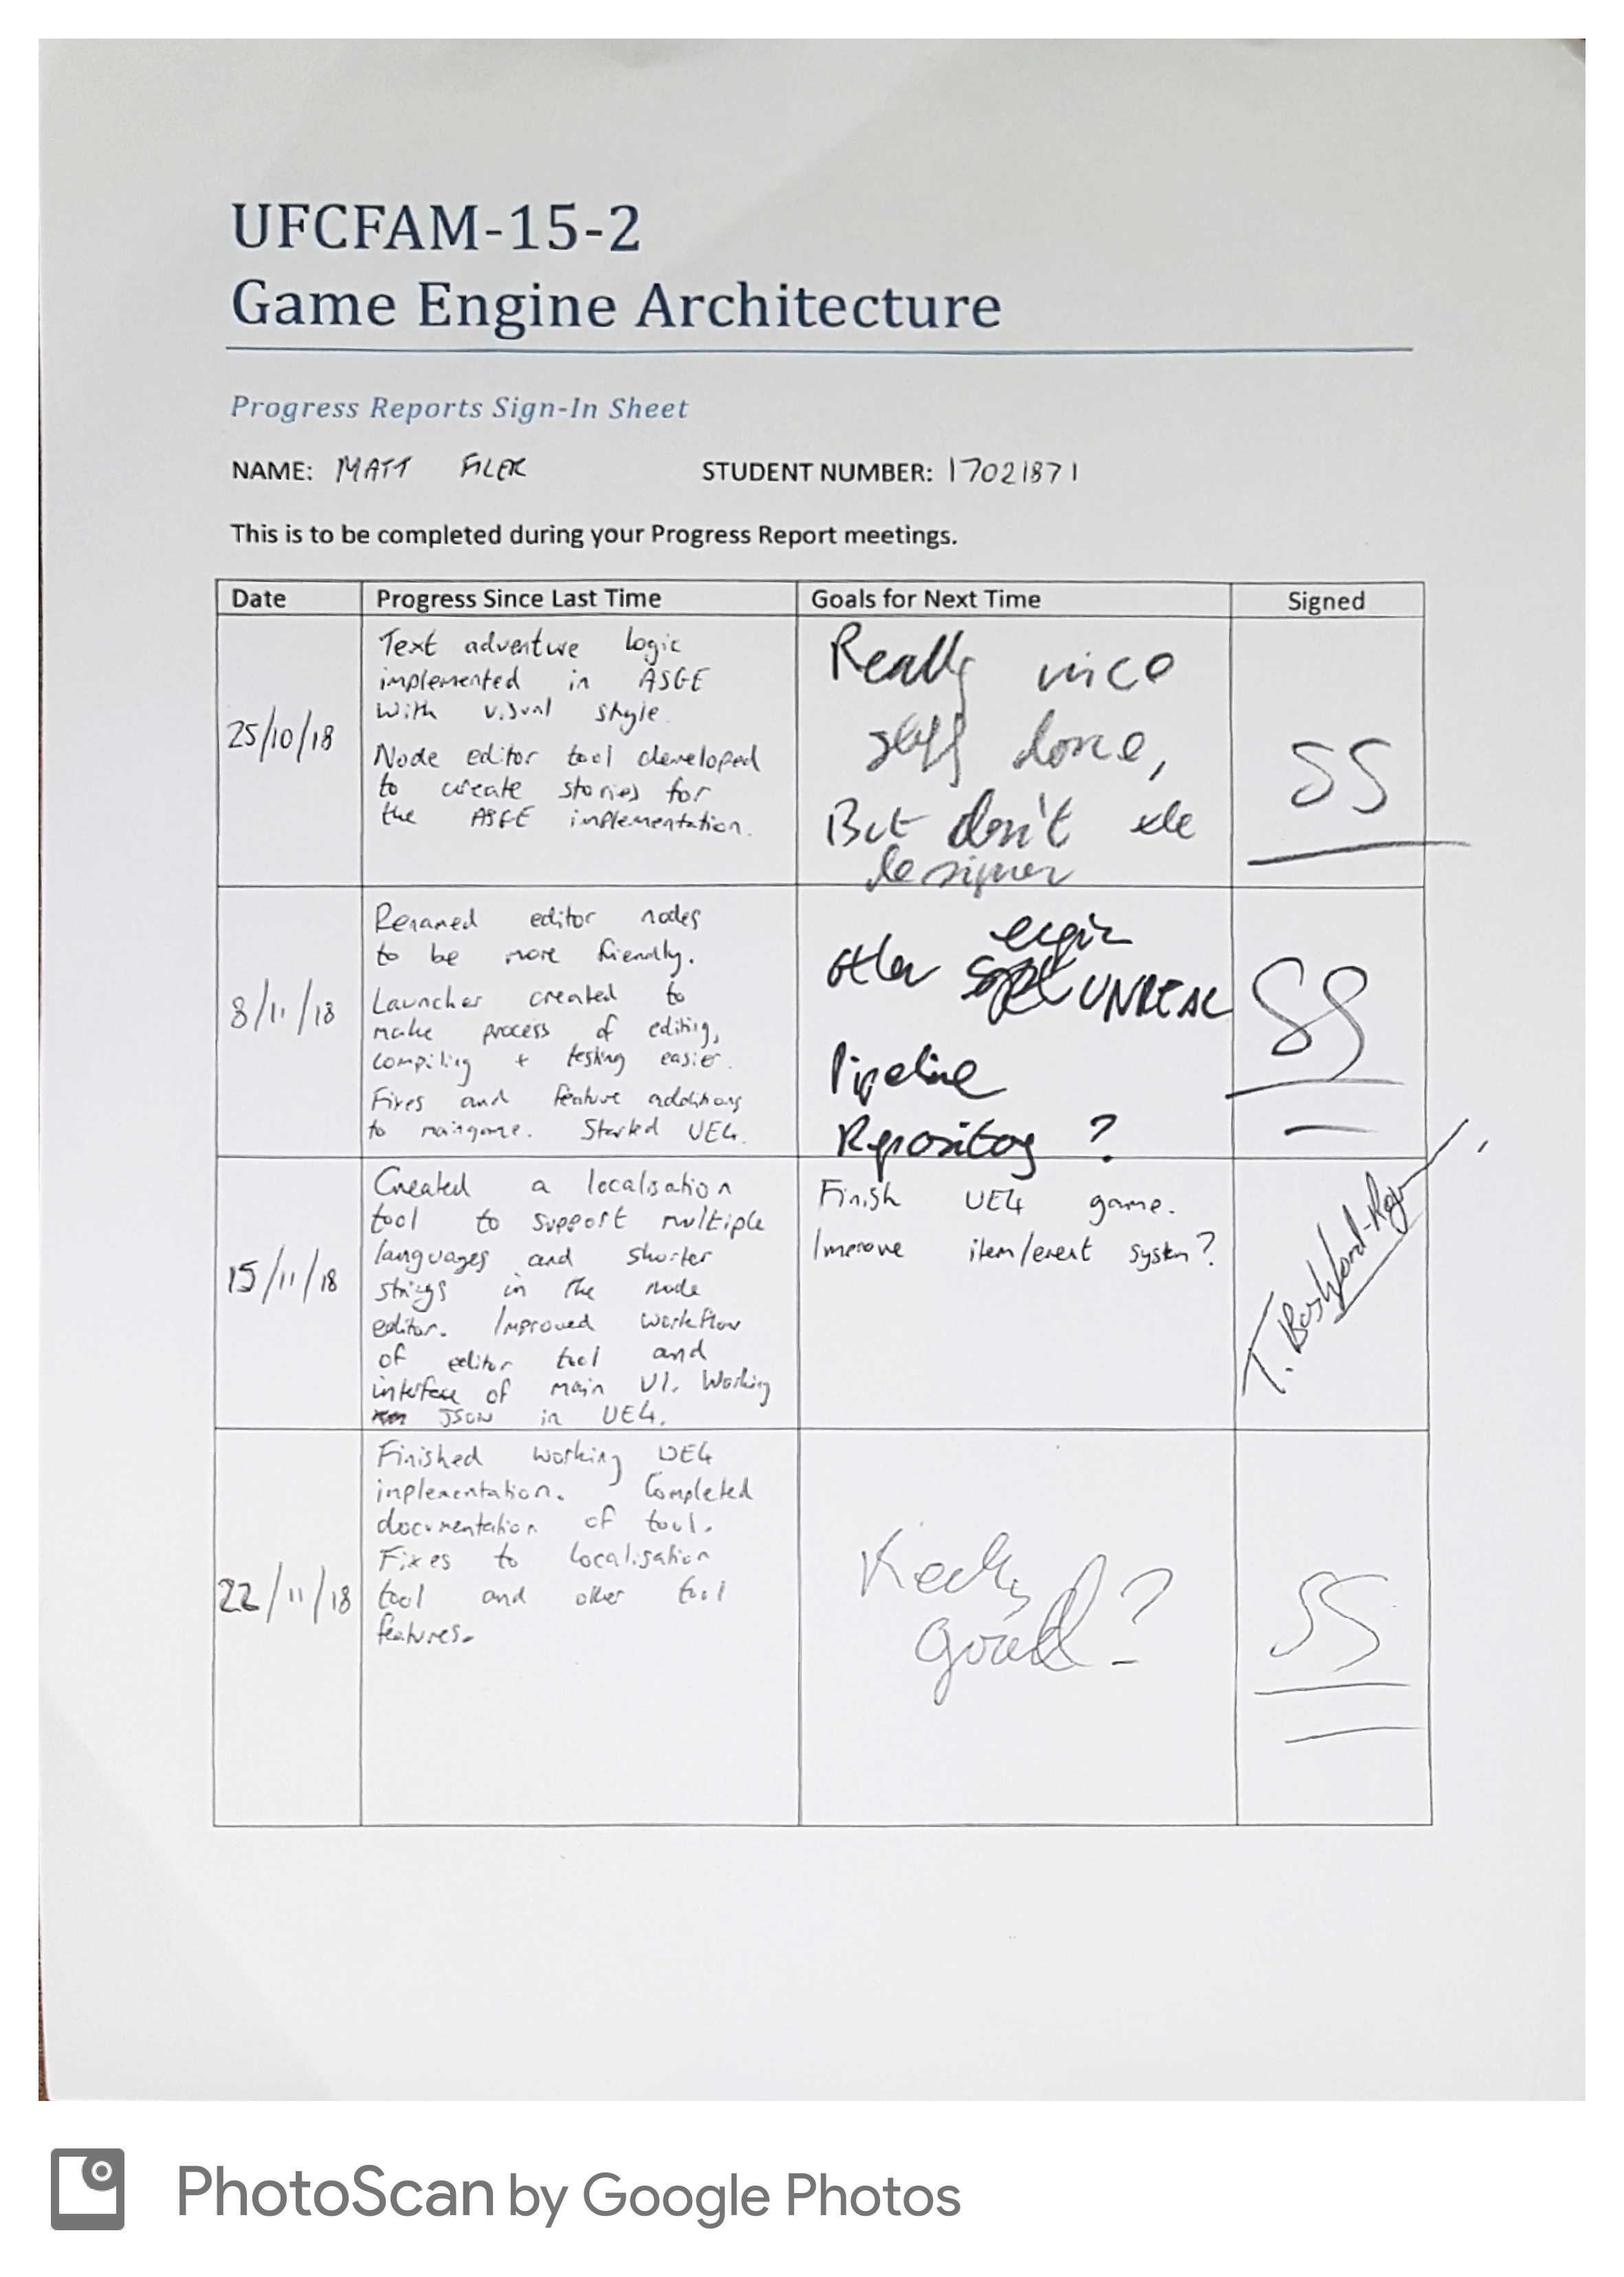 UFCFAM-15-2
Game Engine Architecture
Progress Reports Sign-In Sheet
NAME: MATT FILER STUDENT NUMBER: 17021871
This is to be completed during your Progress Report meetings.
Date Progress Since Last Time Goals for Next Time Signed
25/10/18
Text adventure logic
implemented in ASGE
with visual style.
Node editor tool developed
to create stories for
the ASGE implementation.
Really nice
stuff done,
But don't
designer
SS
8/11/18
Renamed editor nodes
to be more friendly.
Launcher created to
make process of editing,
compiling + testing easier.
Fixes and feature additions
to maingame. Started UE4.
other engin
UNREAL
Pipeline
Repository ?
SS
15/11/18
Created a localisation
tool to support multiple
languages and shorter
strings in the node
editor. Improved workflow
of editor tool and
interface of main UI. Working
JSON in UE4.
Finish UE4 game.
Improve item/event system?
T.
22/11/18
Finished working UE4
implementation. Completed
documentation of tool.
Fixes to localisation
tool and other tool
features.
Really
good
SS
PhotoScan by Google Photos